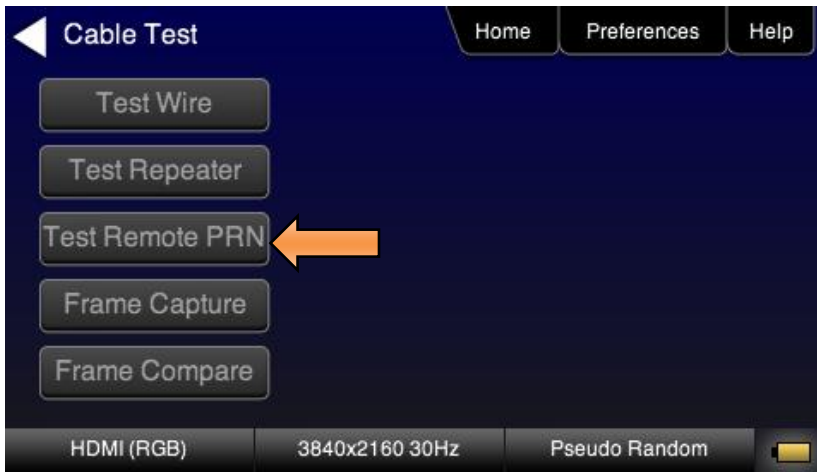 Cable Test
Home
Preferences
Help
Test Wire
Test Repeater
Test Remote PRN
Frame Capture
Frame Compare
HDMI (RGB)
3840x2160 30Hz
Pseudo Random